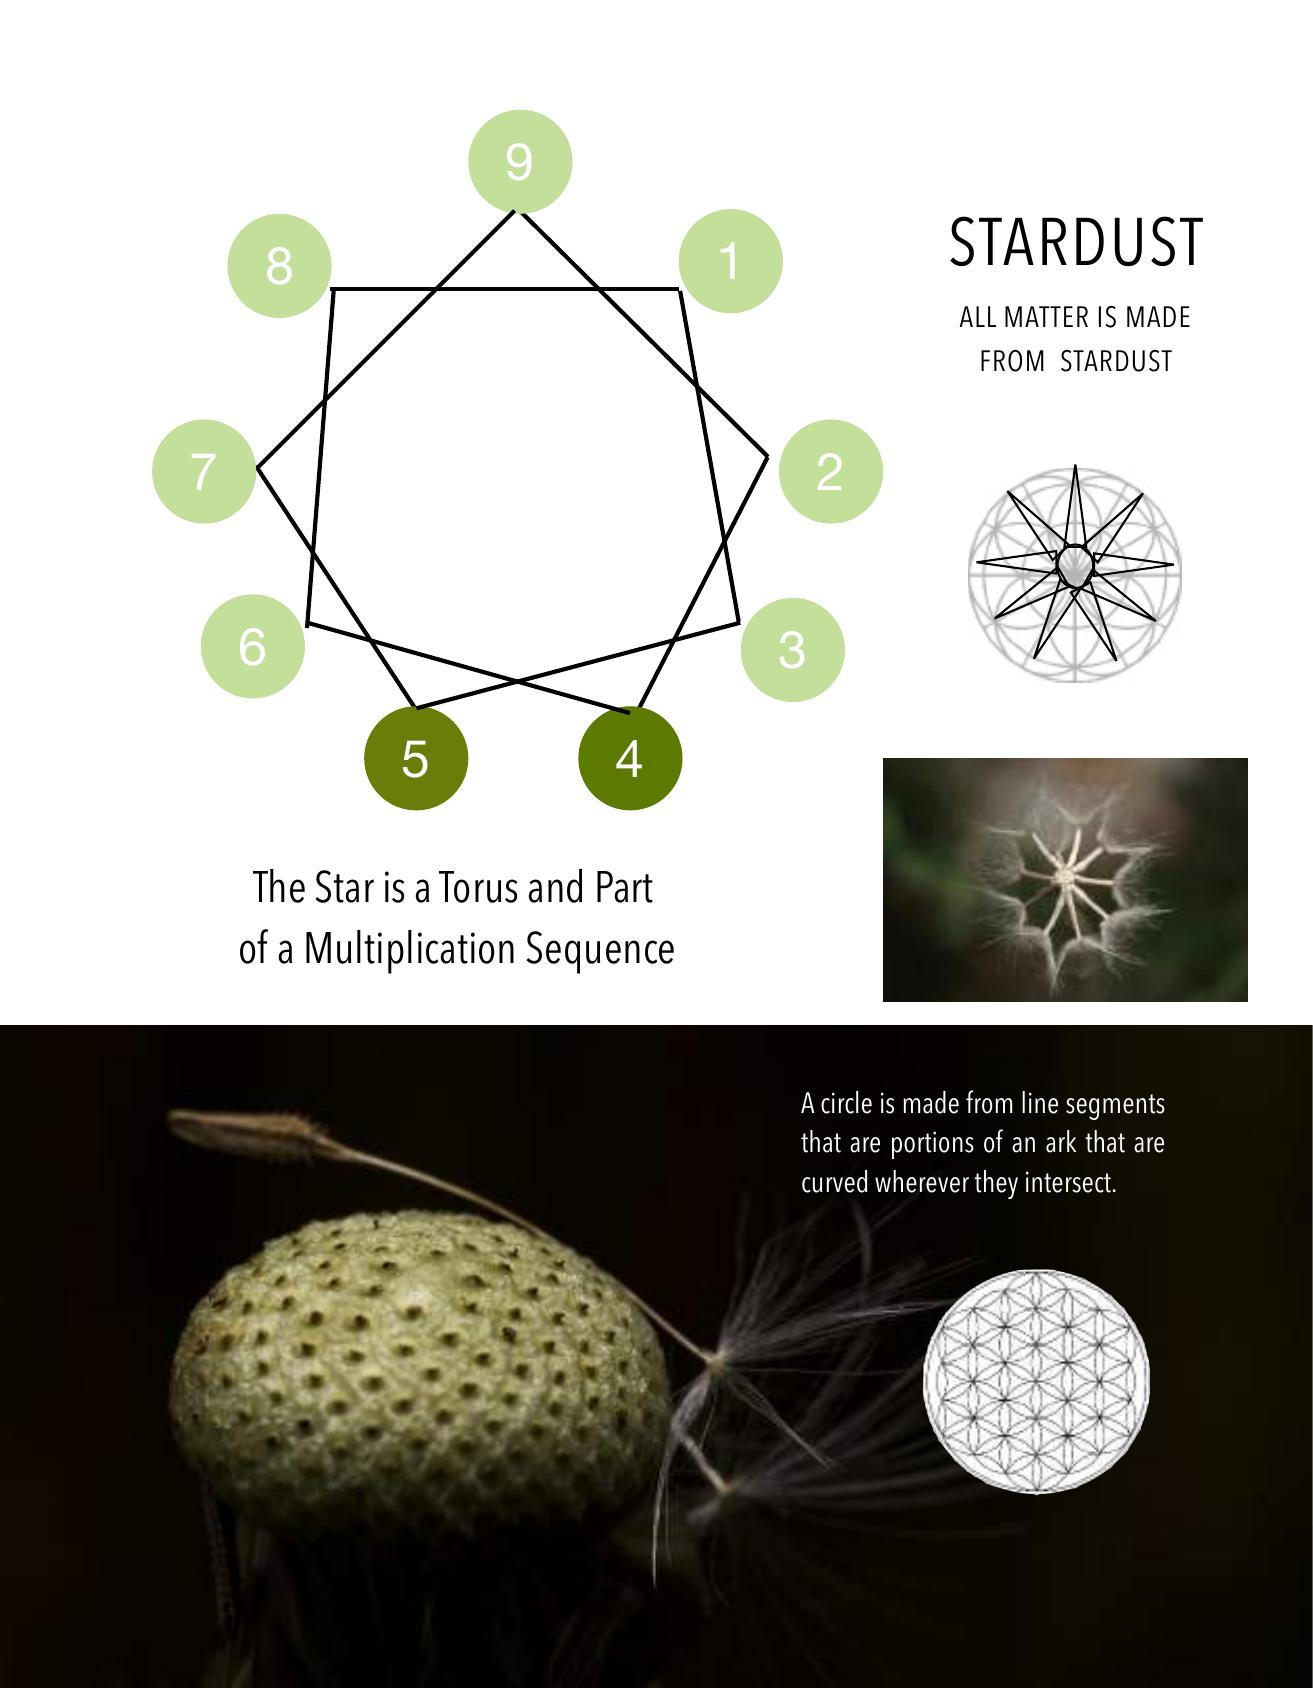 9
8
1
7
2
6
3
5
4
STARDUST
ALL MATTER IS MADE
FROM STARDUST
The Star is a Torus and Part
of a Multiplication Sequence
A circle is made from line segments
that are portions of an ark that are
curved wherever they intersect.